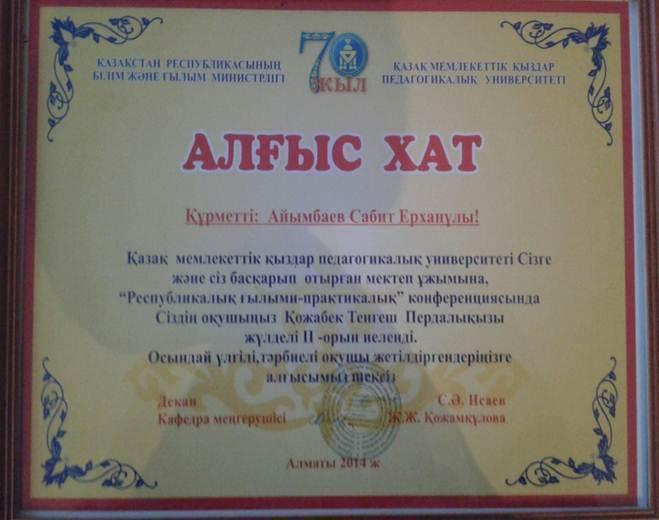 ҚАЗАҚСТАН РЕСПУБЛИКАСЫНЫҢ
БІЛІМ ЖӘНЕ ҒЫЛЫМ МИНИСТРЛІГІ
70
ЖЫЛ
ҚАЗАҚ МЕМЛЕКЕТТІК ҚЫЗДАР
ПЕДАГОГИКАЛЫҚ УНИВЕРСИТЕТІ
АЛҒЫС ХАТ
Құрметті: Айымбаев Сабит Ерханұлы!
Қазақ мемлекеттік қыздар педагогикалық университеті Сізге
және сіз басқарып отырған мектеп ұжымына,
“Республикалық ғылыми-практикалық” конференциясында
Сіздің оқушыңыз Қожабек Теңгеш Пердалықызы
жүлделі II -орын иеленді.
Осындай үлгілі,тәрбиелі оқушы жетілдіргендеріңізге
алғысымыз шексіз
Декан С.Ә. Исаев
Кафедра меңгерушісі Ж.Ж. Қожамқұлова
Алматы 2014 ж